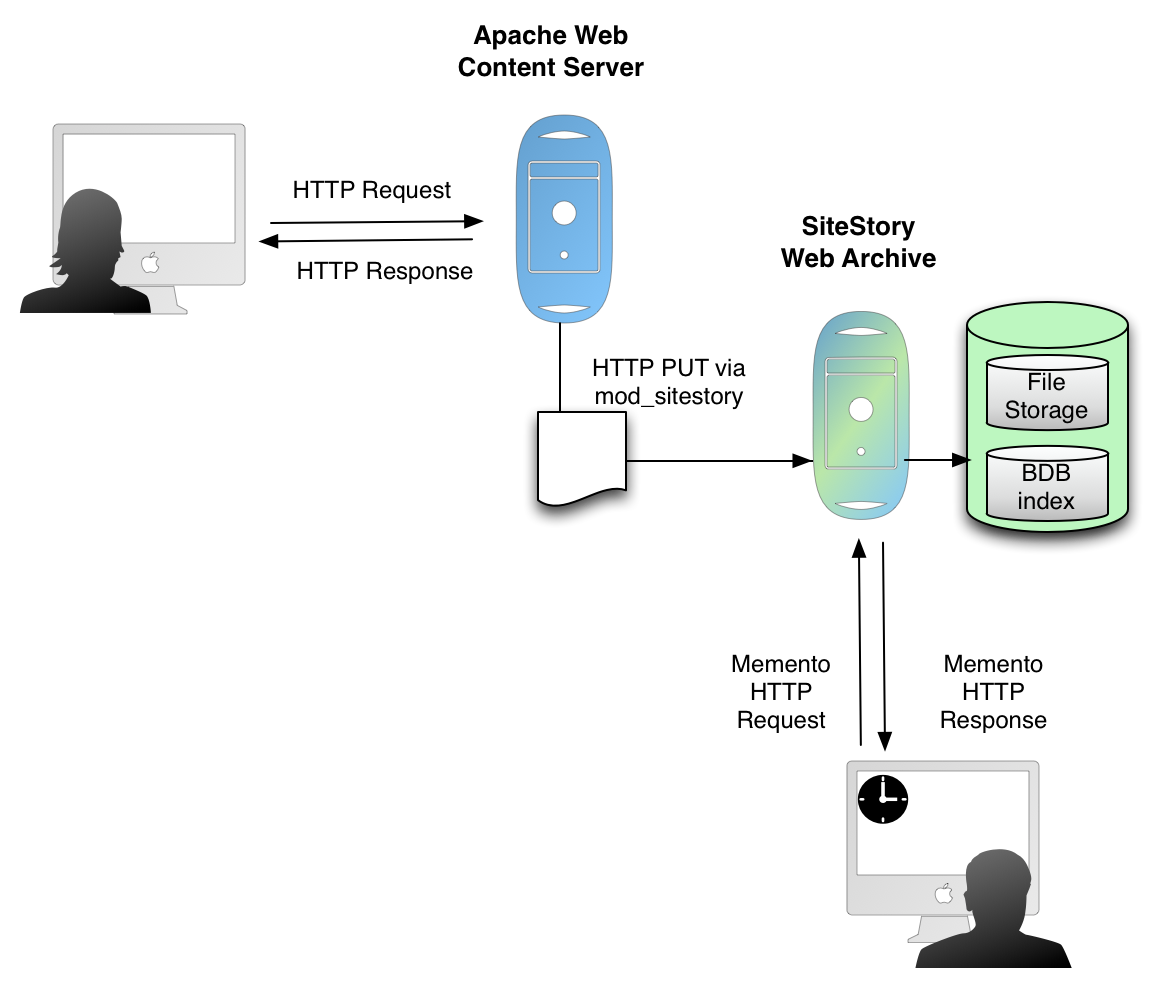 Apache Web
Content Server
HTTP Request
HTTP Response
SiteStory
Web Archive
HTTP PUT via
mod_sitestory
File
Storage
BDB
index
Memento
HTTP
Request
Memento
HTTP
Response